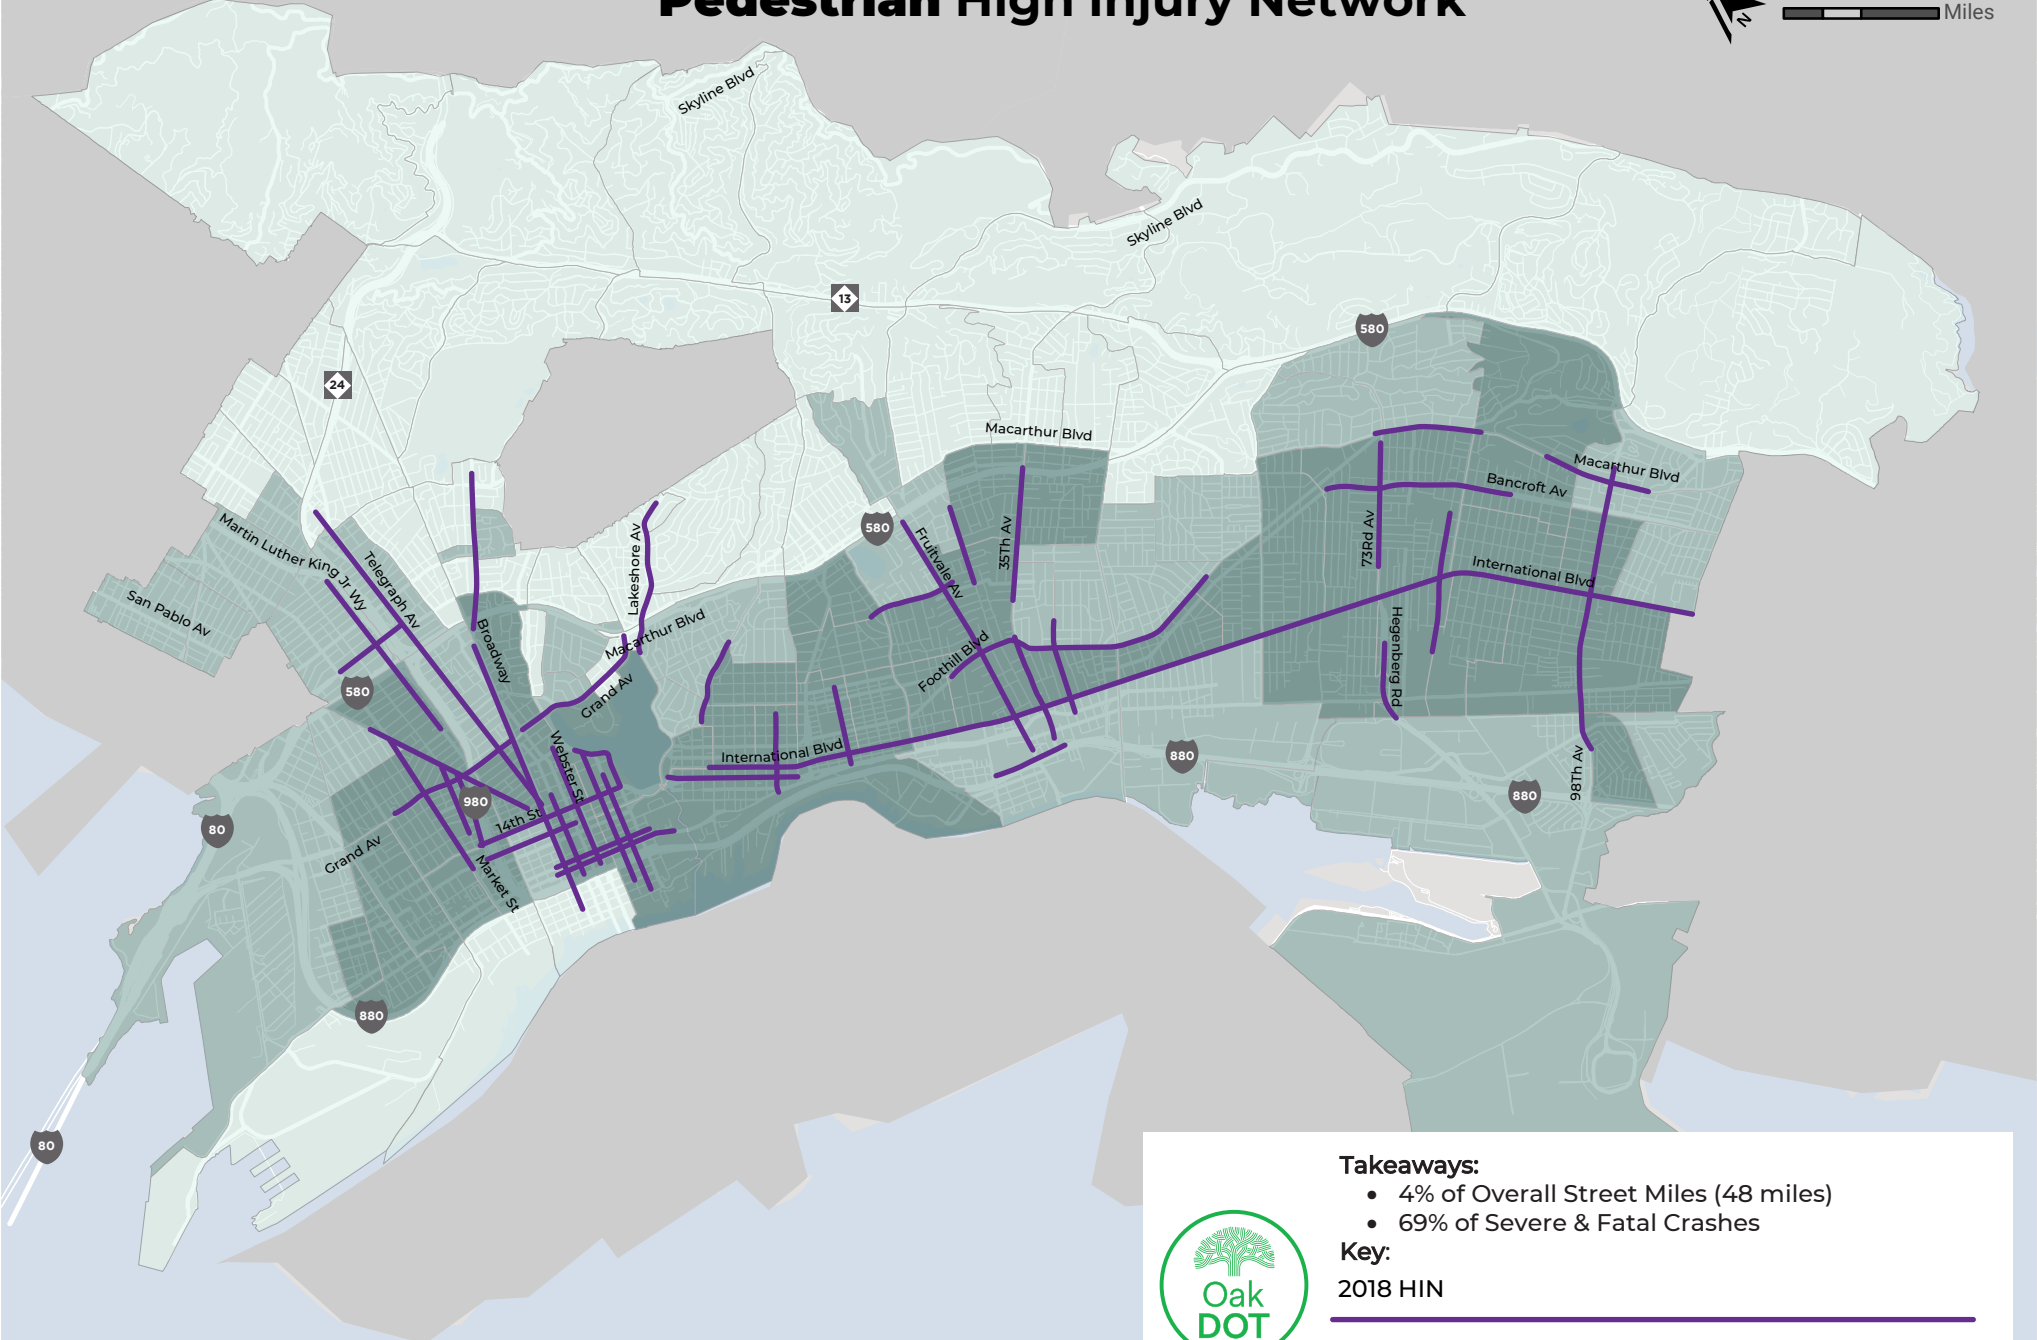 Pedestrian High Injury Network
N
Miles
Skyline Blvd
Skyline Blvd
13
580
24
Macarthur Blvd
Macarthur Blvd
Bancroft Av
580
Martin Luther King Jr Wy
Telegraph Av
Lakeshore Av
Fruitvale Av
35Th Av
73Rd Av
International Blvd
San Pablo Av
Broadway
Macarthur Blvd
Foothill Blvd
Hegenberg Rd
580
Grand Av
Webster St
International Blvd
880
98Th Av
880
980
80
14th St
Grand Av
Market St
880
80
Takeaways:
• 4% of Overall Street Miles (48 miles)
• 69% of Severe & Fatal Crashes
Key:
2018 HIN
Oak
DOT